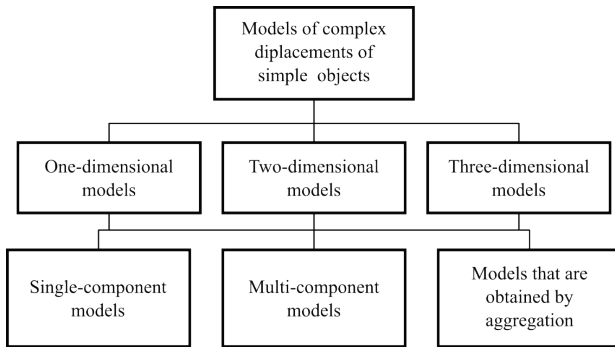 Models of complex
diplacements of
simple objects
One-dimensional
models
Two-dimensional
models
Three-dimensional
models
Single-component
models
Multi-component
models
Models that are
obtained by
aggregation